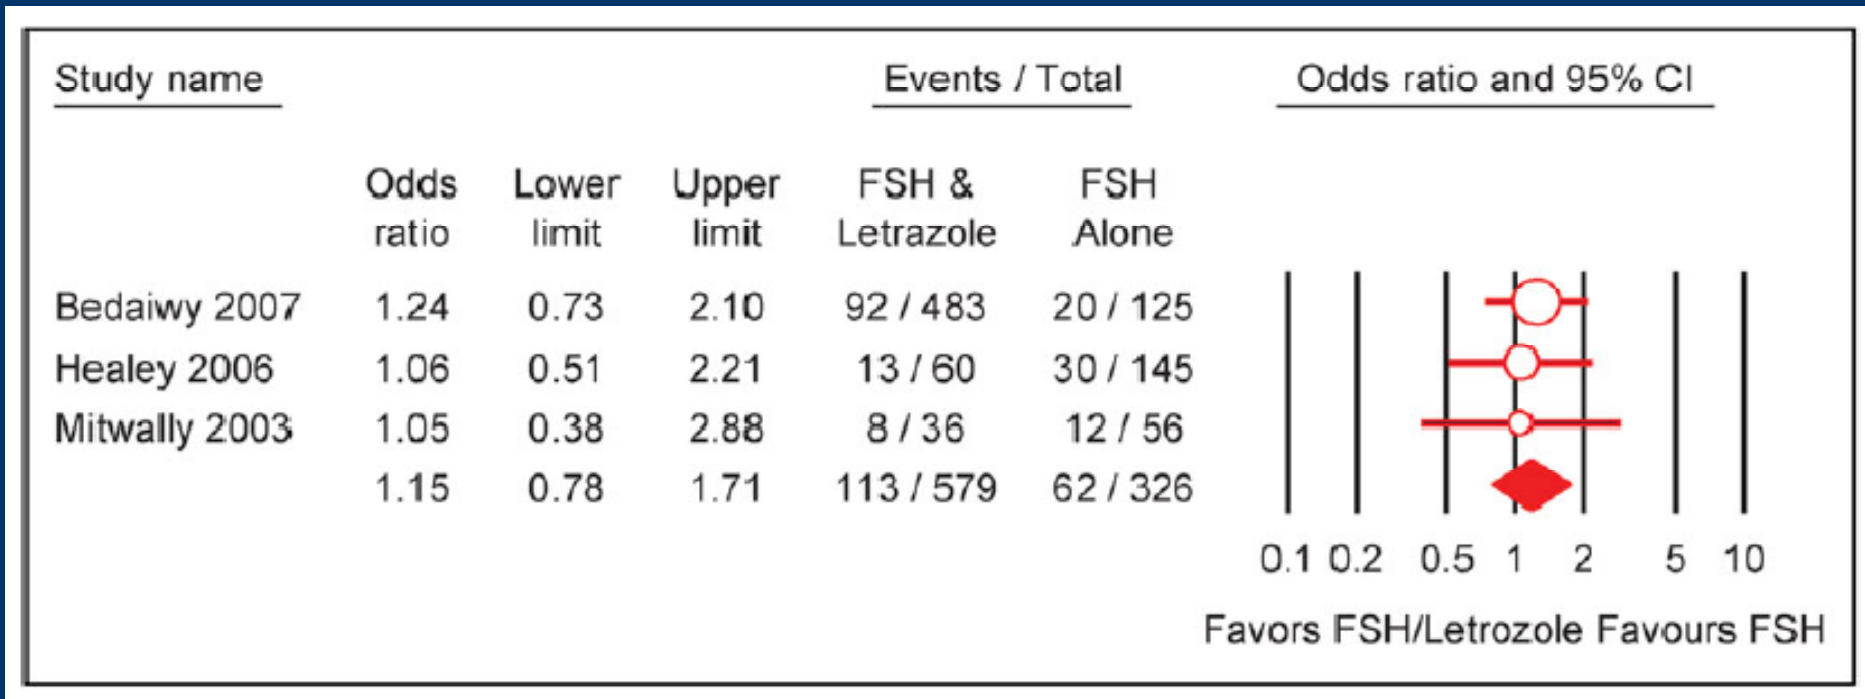 Study name Events / Total Odds ratio and 95% CI
Odds Lower Upper FSH & FSH
ratio limit limit Letrazole Alone
Bedaiwy 2007 1.24 0.73 2.10 92 / 483 20 / 125
Healey 2006 1.06 0.51 2.21 13 / 60 30 / 145
Mitwally 2003 1.05 0.38 2.88 8 / 36 12 / 56
1.15 0.78 1.71 113 / 579 62 / 326
0.1 0.2 0.5 1 2 5 10
Favors FSH/Letrozole Favours FSH